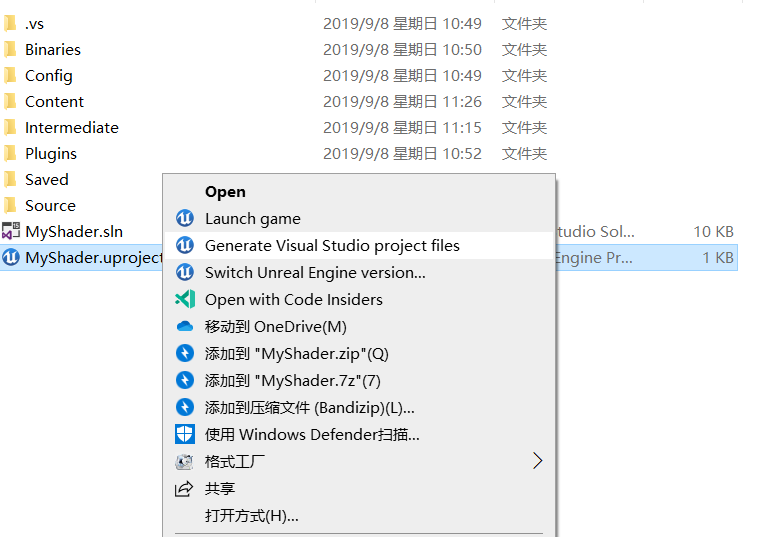 .vs 2019/9/8 星期日 10:49 文件夹
Binaries 2019/9/8 星期日 10:50 文件夹
Config 2019/9/8 星期日 10:49 文件夹
Content 2019/9/8 星期日 11:26 文件夹
Intermediate 2019/9/8 星期日 11:15 文件夹
Plugins 2019/9/8 星期日 10:52 文件夹
Saved
Source
MyShader.sln tudio Sol... 10 KB
MyShader.uproject Engine Pr... 1 KB
Open
Launch game
Generate Visual Studio project files
Switch Unreal Engine version...
Open with Code Insiders
移动到 OneDrive(M)
添加到 "MyShader.zip"(Q)
添加到 "MyShader.7z"(7)
添加到压缩文件 (Bandizip)(L)...
使用 Windows Defender扫描...
格式工厂
共享
打开方式(H)...